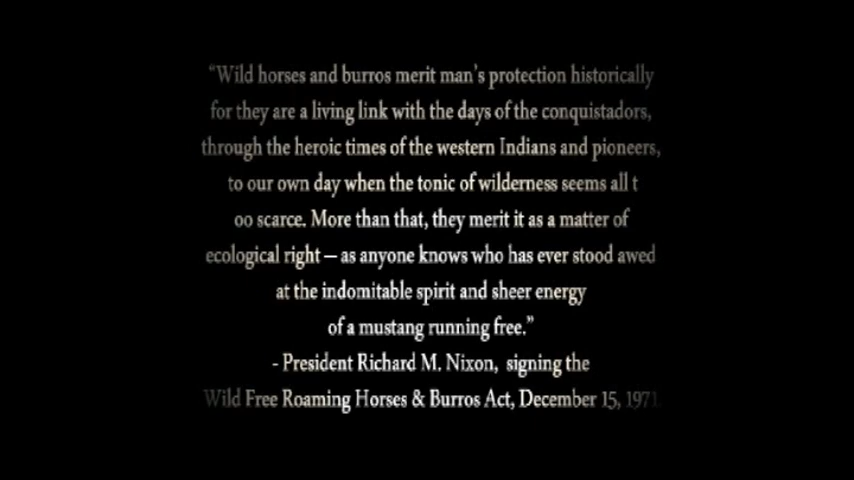 “Wild horses and burros merit man’s protection historically
for they are a living link with the days of the conquistadors,
through the heroic times of the western Indians and pioneers,
to our own day when the tonic of wilderness seems all t
oo scarce. More than that, they merit it as a matter of
ecological right – as anyone knows who has ever stood awed
at the indomitable spirit and sheer energy
of a mustang running free.”
- President Richard M. Nixon, signing the
Wild Free Roaming Horses & Burros Act, December 15, 1971.